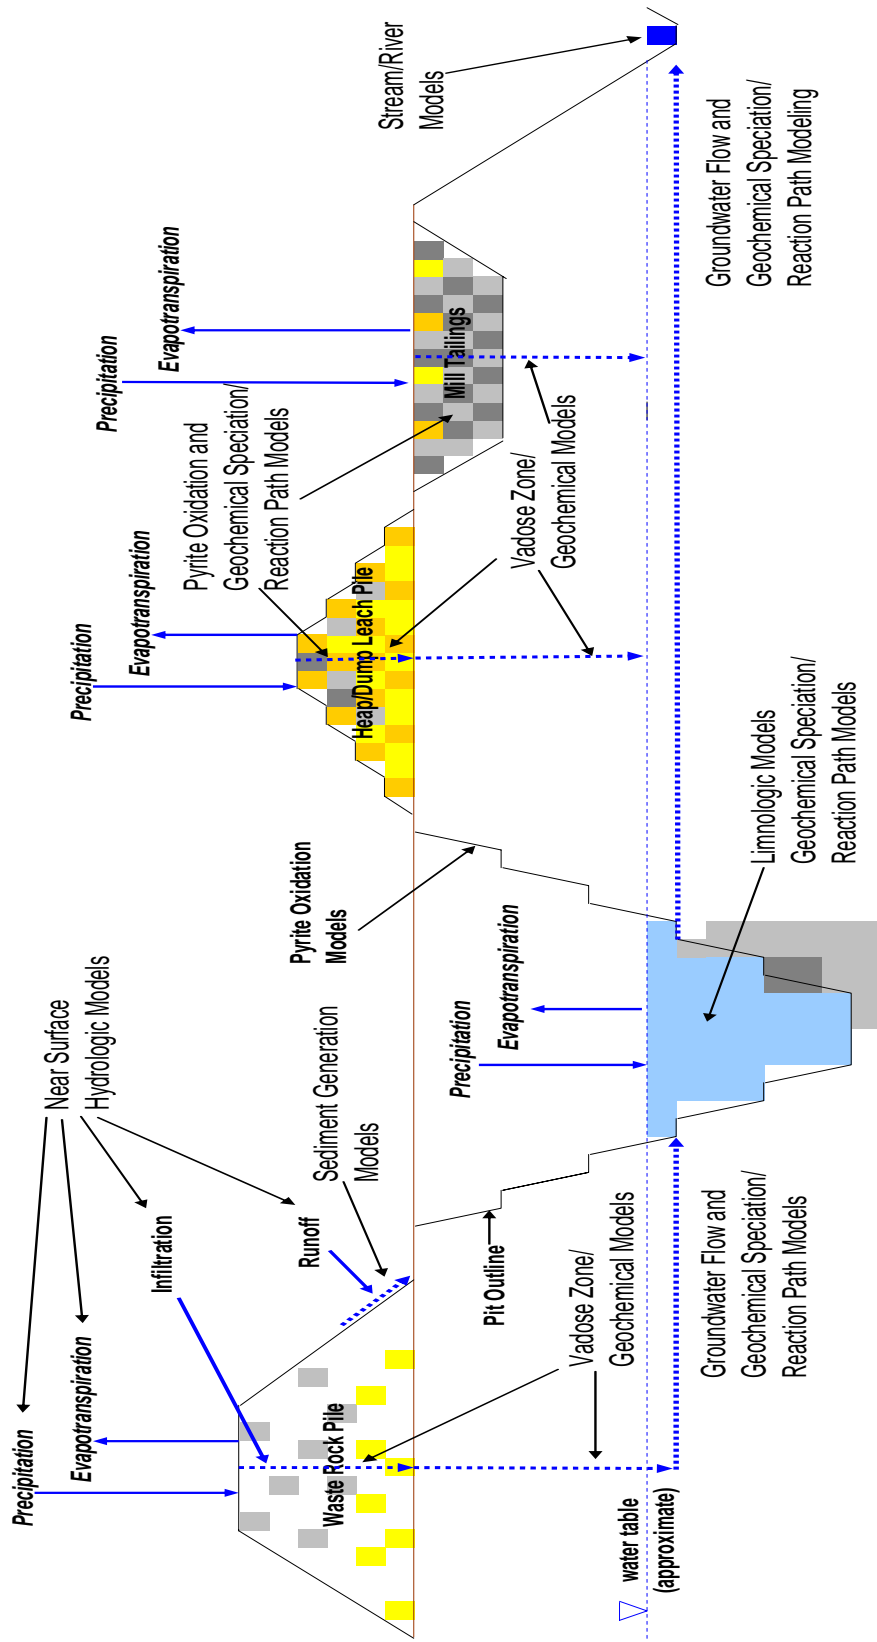 Near Surface
Hydrologic Models
Precipitation
Evapotranspiration
Infiltration
Runoff
Sediment Generation
Models
Waste Rock Pile
Pit Outline
Vadose Zone/
Geochemical Models
water table
(approximate)
Groundwater Flow and
Geochemical Speciation/
Reaction Path Models
Pyrite Oxidation
Models
Precipitation
Evapotranspiration
Limnologic Models
Geochemical Speciation/
Reaction Path Models
Precipitation
Evapotranspiration
Heap/Dump Leach Pile
Pyrite Oxidation and
Geochemical Speciation/
Reaction Path Models
Vadose Zone/
Geochemical Models
Precipitation
Evapotranspiration
Mill Tailings
Stream/River
Models
Groundwater Flow and
Geochemical Speciation/
Reaction Path Modeling